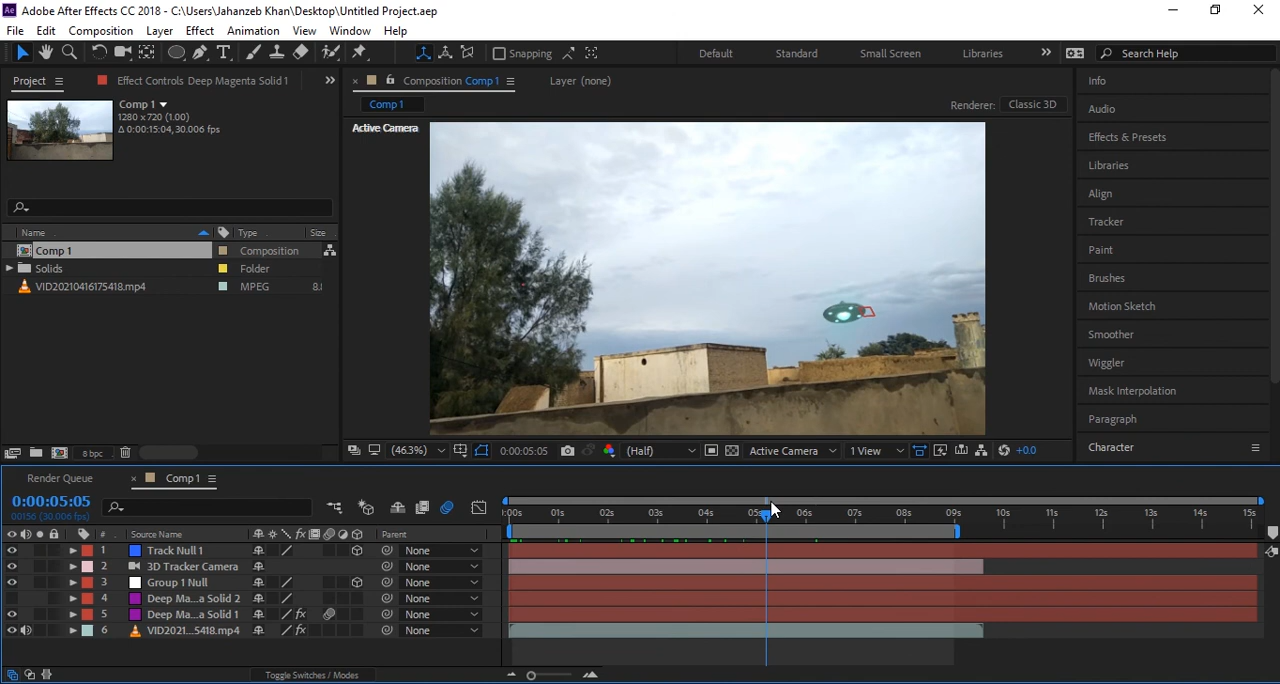 Ae Adobe After Effects CC 2018 - C:\Users\Jahanzeb Khan\Desktop\Untitled Project.aep
File Edit Composition Layer Effect Animation View Window Help
T Snapping Default Standard Small Screen Libraries » Search Help
Project Effect Controls Deep Magenta Solid 1 »
Composition Comp 1 Layer (none)
Comp 1
1280 x 720 (1.00)
Δ 0:00:15:04, 30.006 fps
Comp 1 Renderer: Classic 3D
Active Camera
Name Type Size
Comp 1 Composition
Solids Folder
VID20210416175418.mp4 MPEG
8 bpc
(46.3%) 0:00:05:05 (Half) Active Camera 1 View +0.0
Info
Audio
Effects & Presets
Libraries
Align
Tracker
Paint
Brushes
Motion Sketch
Smoother
Wiggler
Mask Interpolation
Paragraph
Character
Render Queue Comp 1
0:00:05:05
00156 (30.006 fps)
:00s 01s 02s 03s 04s 05s 06s 07s 08s 09s 10s 11s 12s 13s 14s 15s
# Source Name fx Parent
1 Track Null 1 None
2 3D Tracker Camera None
3 Group 1 Null None
4 Deep Ma...a Solid 2 None
5 Deep Ma...a Solid 1 fx None
6 VID2021...5418.mp4 fx None
Toggle Switches / Modes